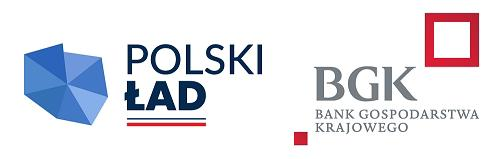 POLSKI
ŁAD
BGK
BANK GOSPODARSTWA
KRAJOWEGO